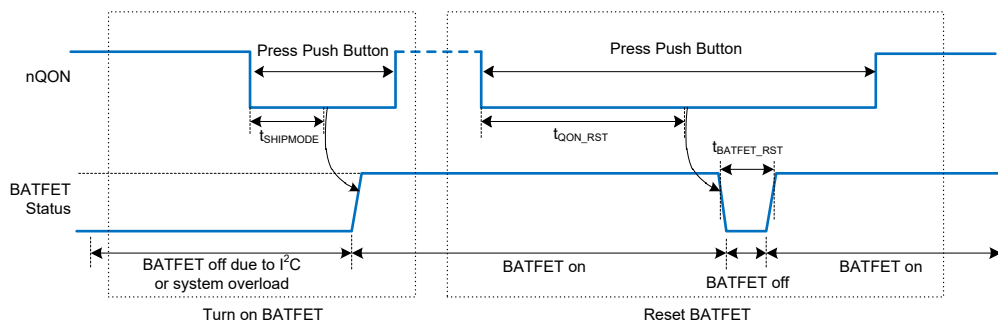 Press Push Button
Press Push Button
nQON
tSHIPMODE
tQON_RST
tBATFET_RST
BATFET
Status
BATFET off due to I²C
or system overload
BATFET on
BATFET off
BATFET on
Turn on BATFET
Reset BATFET